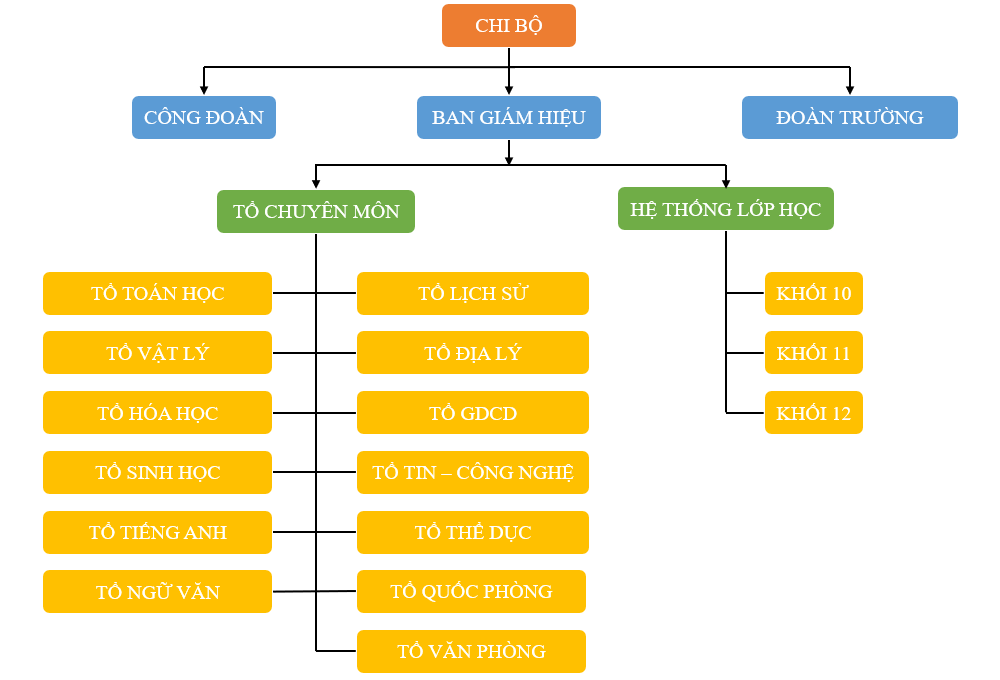 CHI BỘ
CÔNG ĐOÀN
BAN GIÁM HIỆU
ĐOÀN TRƯỜNG
TỔ CHUYÊN MÔN
HỆ THỐNG LỚP HỌC
TỔ TOÁN HỌC
TỔ LỊCH SỬ
KHỐI 10
TỔ VẬT LÝ
TỔ ĐỊA LÝ
KHỐI 11
TỔ HÓA HỌC
TỔ GDCD
KHỐI 12
TỔ SINH HỌC
TỔ TIN – CÔNG NGHỆ
TỔ TIẾNG ANH
TỔ THỂ DỤC
TỔ NGỮ VĂN
TỔ QUỐC PHÒNG
TỔ VĂN PHÒNG